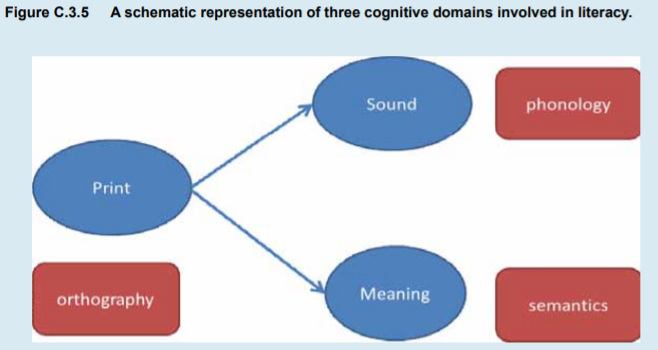 Figure C.3.5 A schematic representation of three cognitive domains involved in literacy.
Sound
phonology
Print
orthography
Meaning
semantics